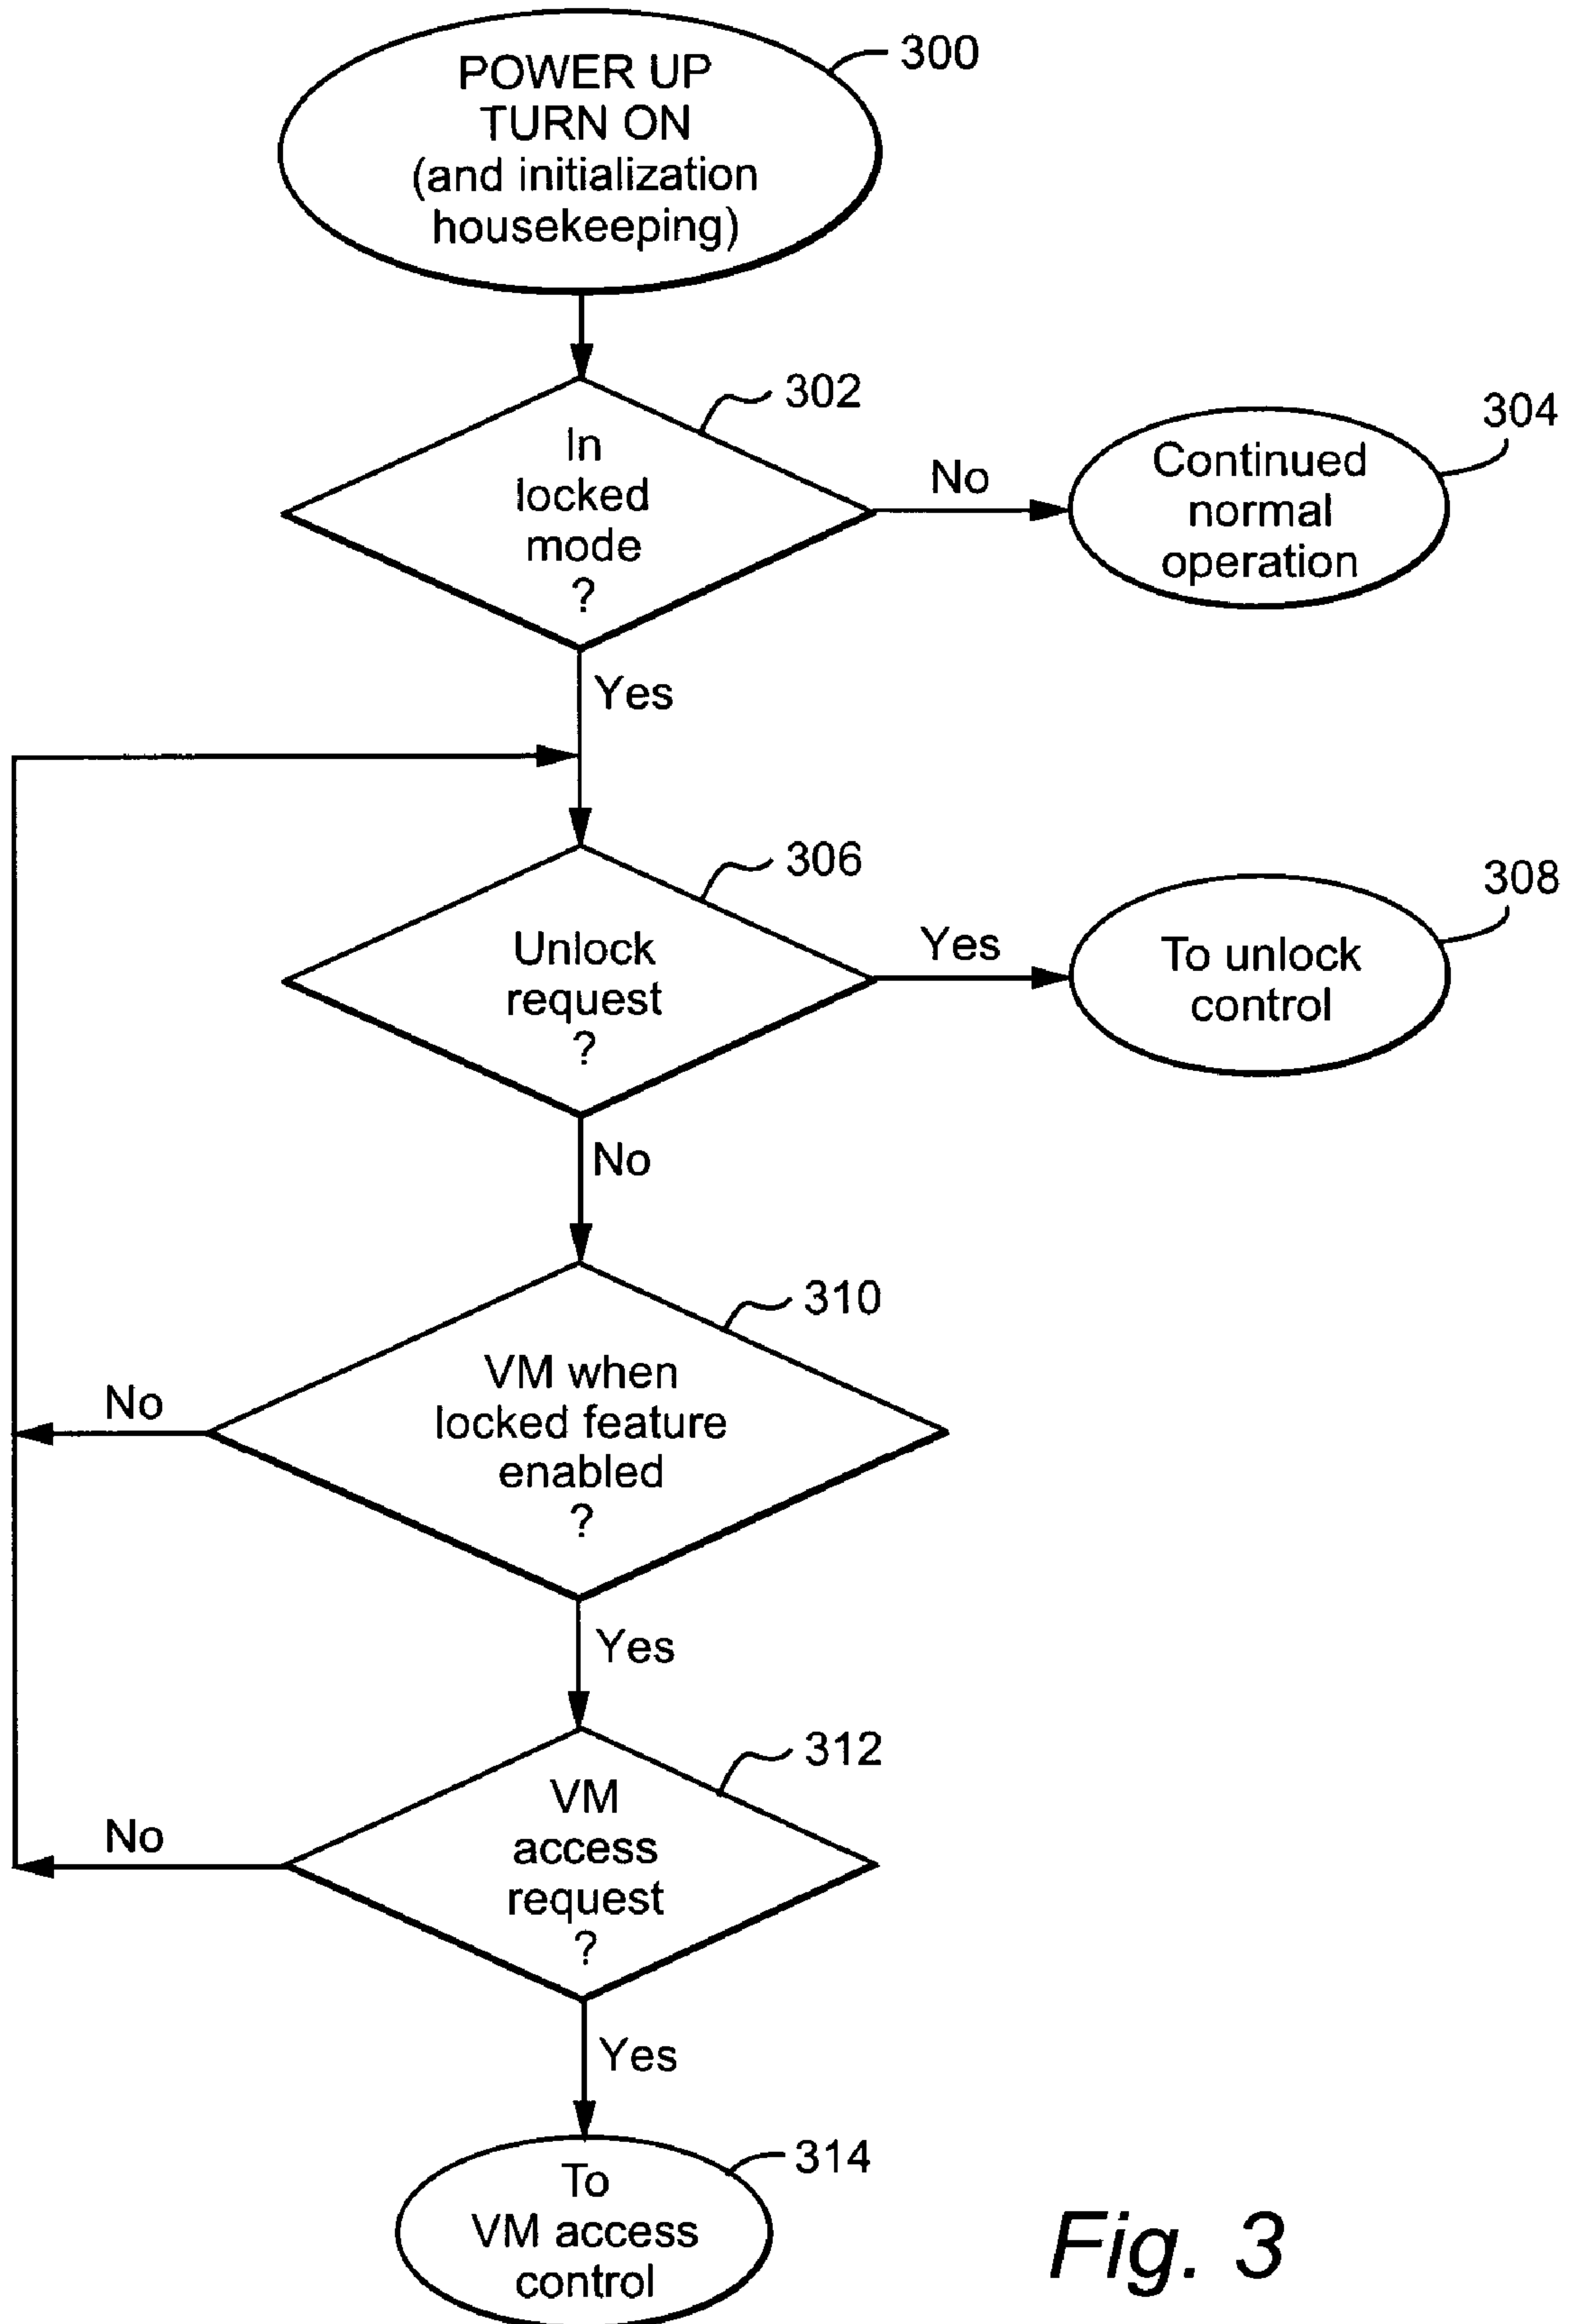 POWER UP
TURN ON
(and initialization
housekeeping)
300
In
locked
mode
?
302
No
Continued
normal
operation
304
Yes
Unlock
request
?
306
Yes
To unlock
control
308
No
VM when
locked feature
enabled
?
310
No
Yes
VM
access
request
?
312
No
Yes
To
VM access
control
314
Fig. 3